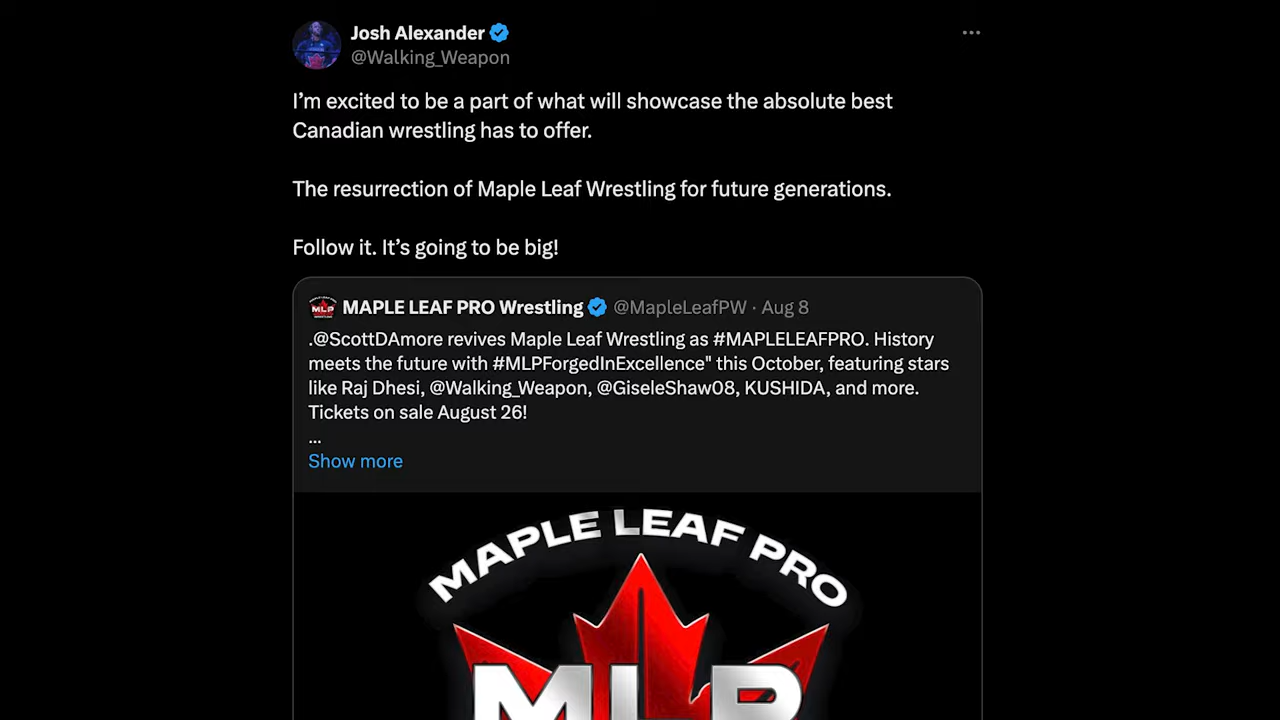 Josh Alexander
@Walking_Weapon
I’m excited to be a part of what will showcase the absolute best
Canadian wrestling has to offer.
The resurrection of Maple Leaf Wrestling for future generations.
Follow it. It’s going to be big!
MAPLE LEAF PRO Wrestling @MapleLeafPW · Aug 8
.@ScottDAmore revives Maple Leaf Wrestling as #MAPLELEAFPRO. History
meets the future with #MLPForgedInExcellence" this October, featuring stars
like Raj Dhesi, @Walking_Weapon, @GiseleShaw08, KUSHIDA, and more.
Tickets on sale August 26!
...
Show more
MAPLE LEAF PRO
MLP